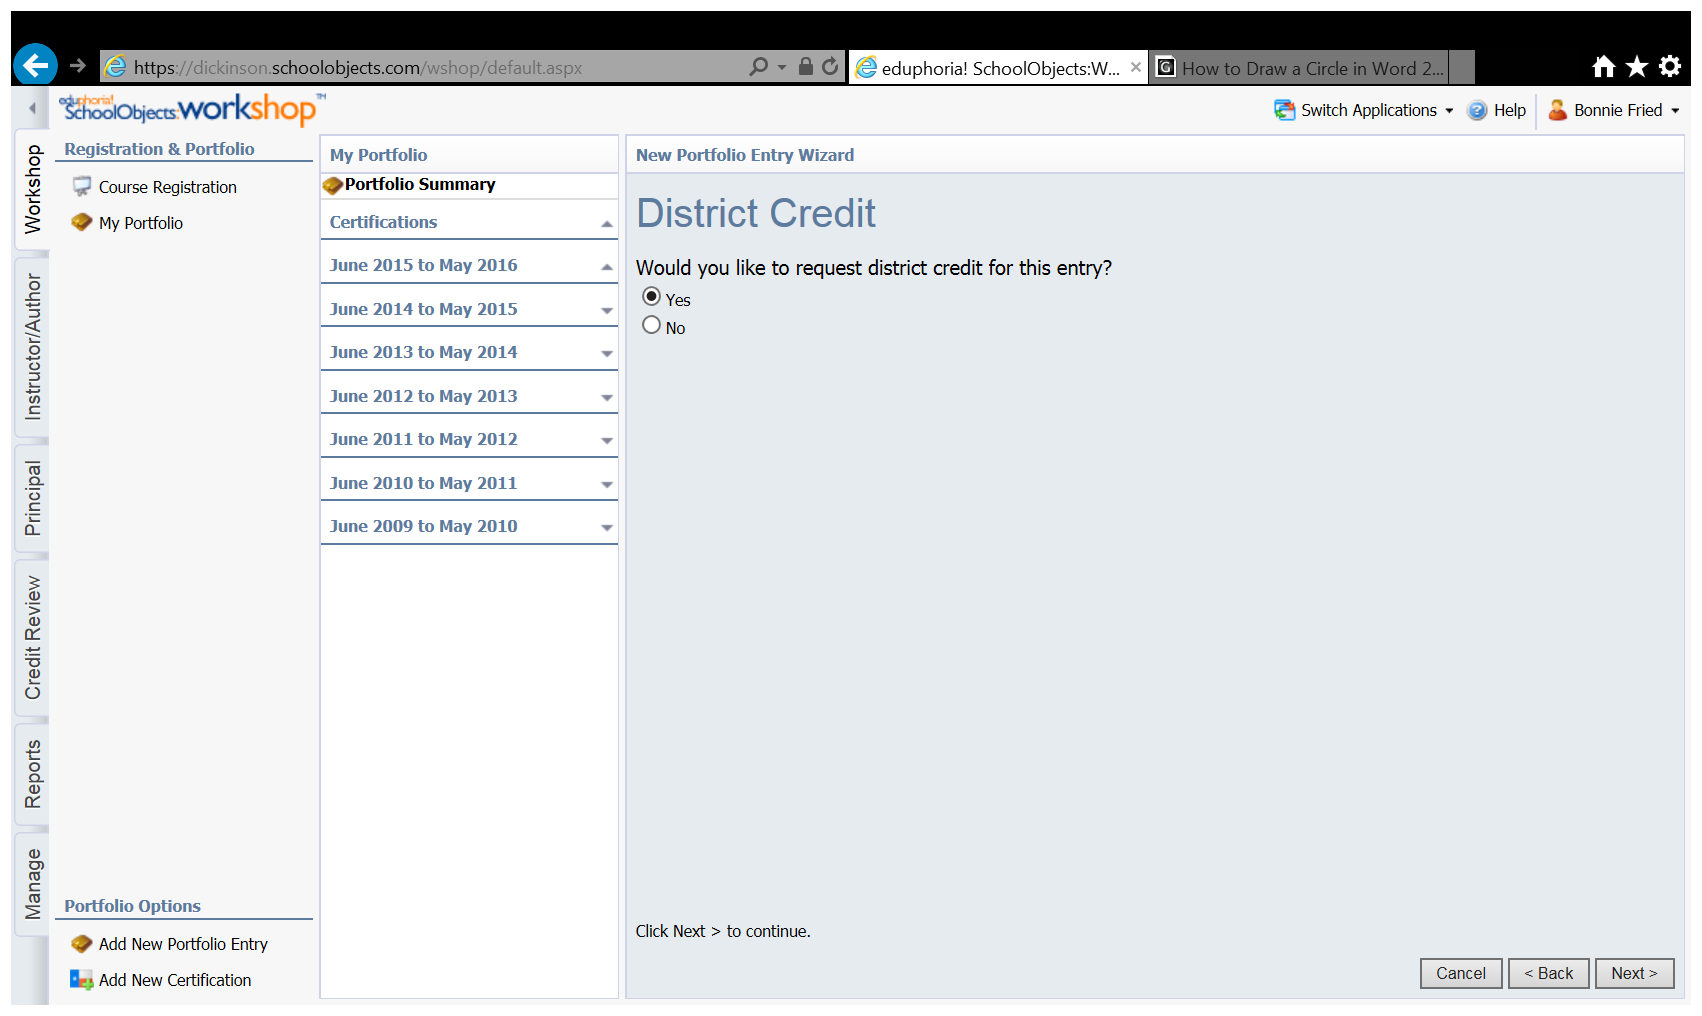 https://dickinson.schoolobjects.com/wshop/default.aspx
eduphoria! SchoolObjects:W...
How to Draw a Circle in Word 2...
eduphoria!
SchoolObjects:workshop™
Switch Applications
Help
Bonnie Fried
Workshop
Instructor/Author
Principal
Credit Review
Reports
Manage
Registration & Portfolio
Course Registration
My Portfolio
Portfolio Options
Add New Portfolio Entry
Add New Certification
My Portfolio
Portfolio Summary
Certifications
June 2015 to May 2016
June 2014 to May 2015
June 2013 to May 2014
June 2012 to May 2013
June 2011 to May 2012
June 2010 to May 2011
June 2009 to May 2010
New Portfolio Entry Wizard
District Credit
Would you like to request district credit for this entry?
Yes
No
Click Next > to continue.
Cancel
< Back
Next >